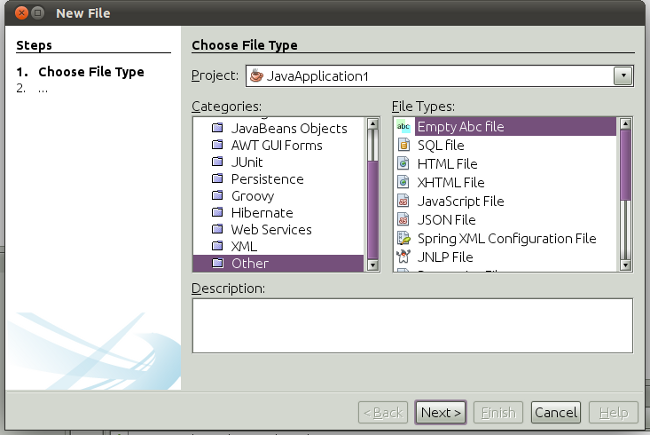 New File
Steps
1. Choose File Type
2. ...
Choose File Type
Project: JavaApplication1
Categories:
JavaBeans Objects
AWT GUI Forms
JUnit
Persistence
Groovy
Hibernate
Web Services
XML
Other
File Types:
Empty Abc file
SQL file
HTML File
XHTML File
JavaScript File
JSON File
Spring XML Configuration File
JNLP File
Description:
< Back
Next >
Finish
Cancel
Help